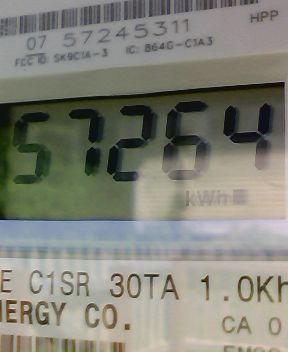 HPP
07 57245311
FCC ID: SK9C1A-3 IC: 864G-C1A3
57264
kWh
E C1SR 30TA 1.0Kh
NERGY CO.
CA 0